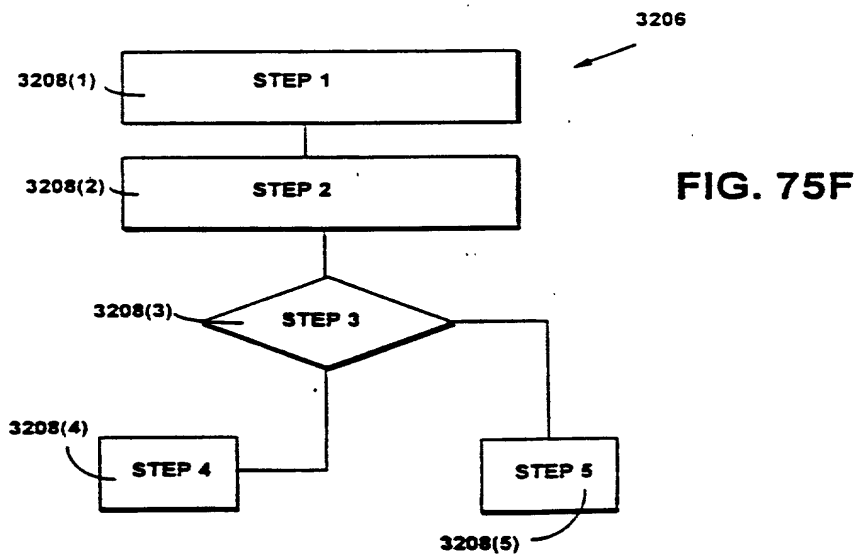 3206
3208(1)
STEP 1
3208(2)
STEP 2
FIG. 75F
3208(3)
STEP 3
3208(4)
STEP 4
STEP 5
3208(5)